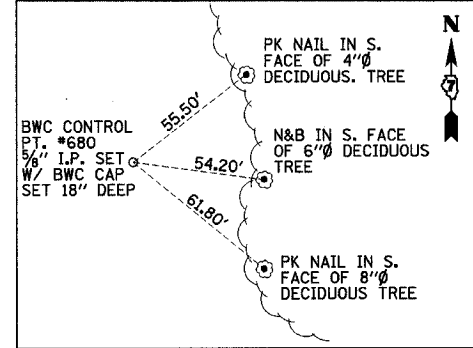 N
7
PK NAIL IN S.
FACE OF 4"Ø
DECIDUOUS. TREE
55.50'
BWC CONTROL
PT. #680
5/8" I.P. SET
W/ BWC CAP
SET 18" DEEP
N&B IN S. FACE
OF 6"Ø DECIDUOUS
TREE
54.20'
61.80'
PK NAIL IN S.
FACE OF 8"Ø
DECIDUOUS TREE